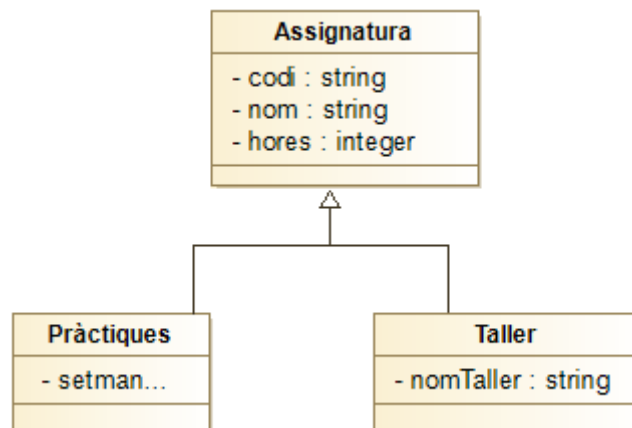 Assignatura
- codi : string
- nom : string
- hores : integer
Pràctiques
- setman...
Taller
- nomTaller : string